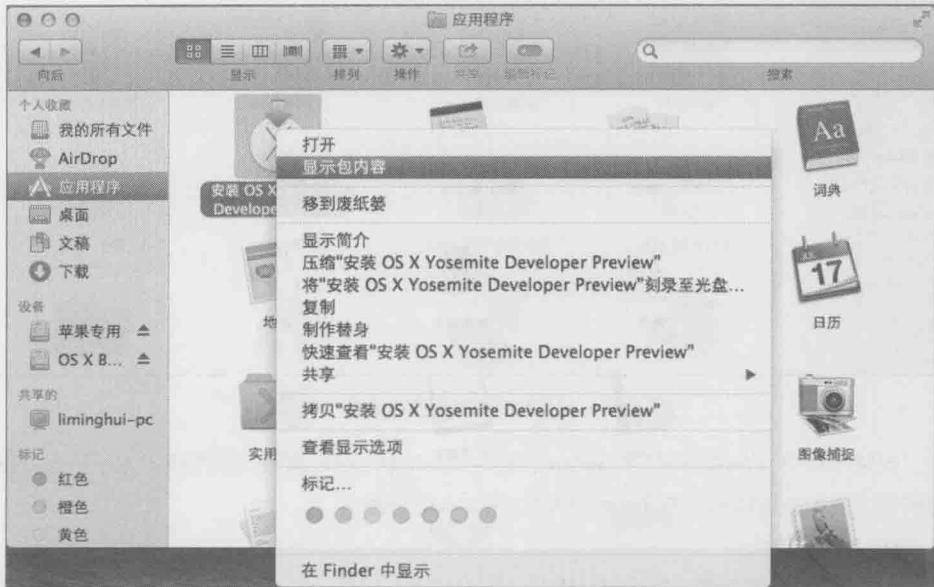 应用程序
向后
显示
排列
操作
共享
编辑标记
搜索
个人收藏
我的所有文件
AirDrop
应用程序
桌面
文稿
下载
设备
苹果专用
OS X B...
共享的
liminghui-pc
标记
红色
橙色
黄色
安装 OS X
Develope
地
实用
Aa
词典
17
日历
图像捕捉
打开
显示包内容
移到废纸篓
显示简介
压缩"安装 OS X Yosemite Developer Preview"
将"安装 OS X Yosemite Developer Preview"刻录至光盘...
复制
制作替身
快速查看"安装 OS X Yosemite Developer Preview"
共享
拷贝"安装 OS X Yosemite Developer Preview"
查看显示选项
标记...
在 Finder 中显示